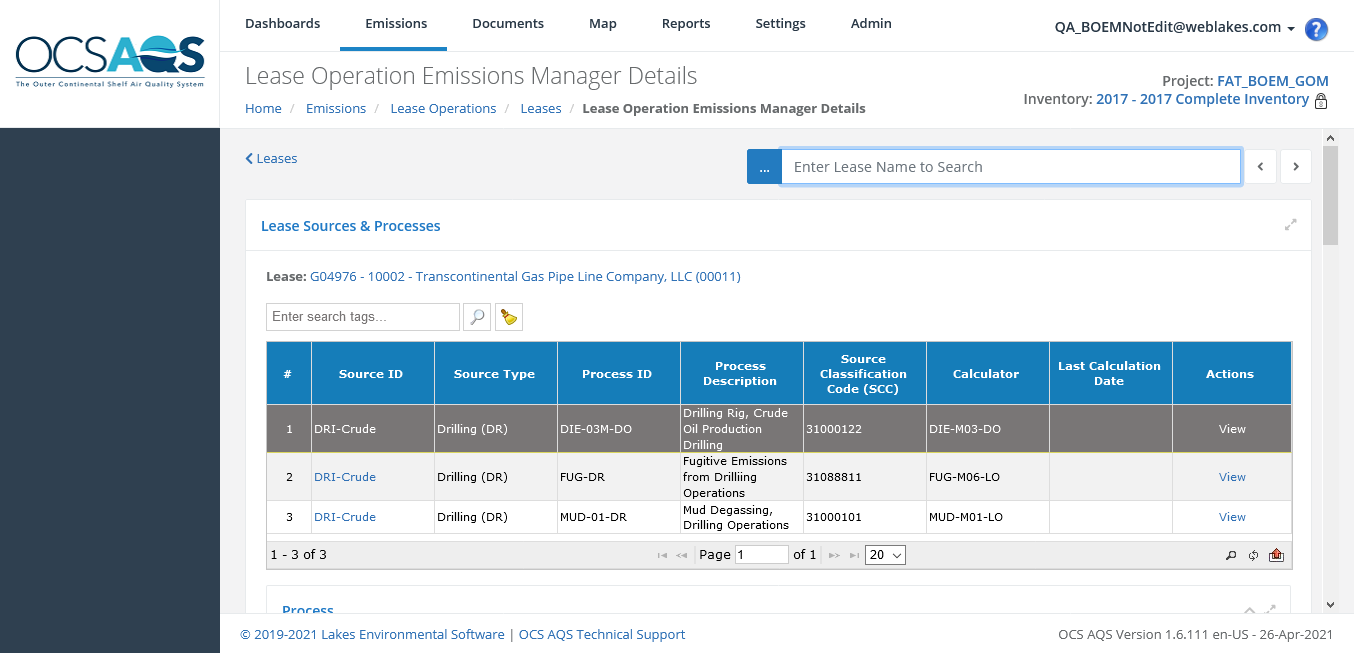 OCSAQS
The Outer Continental Shelf Air Quality System
Dashboards Emissions Documents Map Reports Settings Admin
QA_BOEMNotEdit@weblakes.com
?
Lease Operation Emissions Manager Details
Project: FAT_BOEM_GOM
Inventory: 2017 - 2017 Complete Inventory
Home / Emissions / Lease Operations / Leases / Lease Operation Emissions Manager Details
Leases
... Enter Lease Name to Search
Lease Sources & Processes
Lease: G04976 - 10002 - Transcontinental Gas Pipe Line Company, LLC (00011)
Enter search tags...
# Source ID Source Type Process ID Process Description Source Classification Code (SCC) Calculator Last Calculation Date Actions
1 DRI-Crude Drilling (DR) DIE-03M-DO Drilling Rig, Crude Oil Production Drilling 31000122 DIE-M03-DO View
2 DRI-Crude Drilling (DR) FUG-DR Fugitive Emissions from Drilliing Operations 31088811 FUG-M06-LO View
3 DRI-Crude Drilling (DR) MUD-01-DR Mud Degassing, Drilling Operations 31000101 MUD-M01-LO View
1 - 3 of 3 Page 1 of 1 20
Process
© 2019-2021 Lakes Environmental Software | OCS AQS Technical Support
OCS AQS Version 1.6.111 en-US - 26-Apr-2021